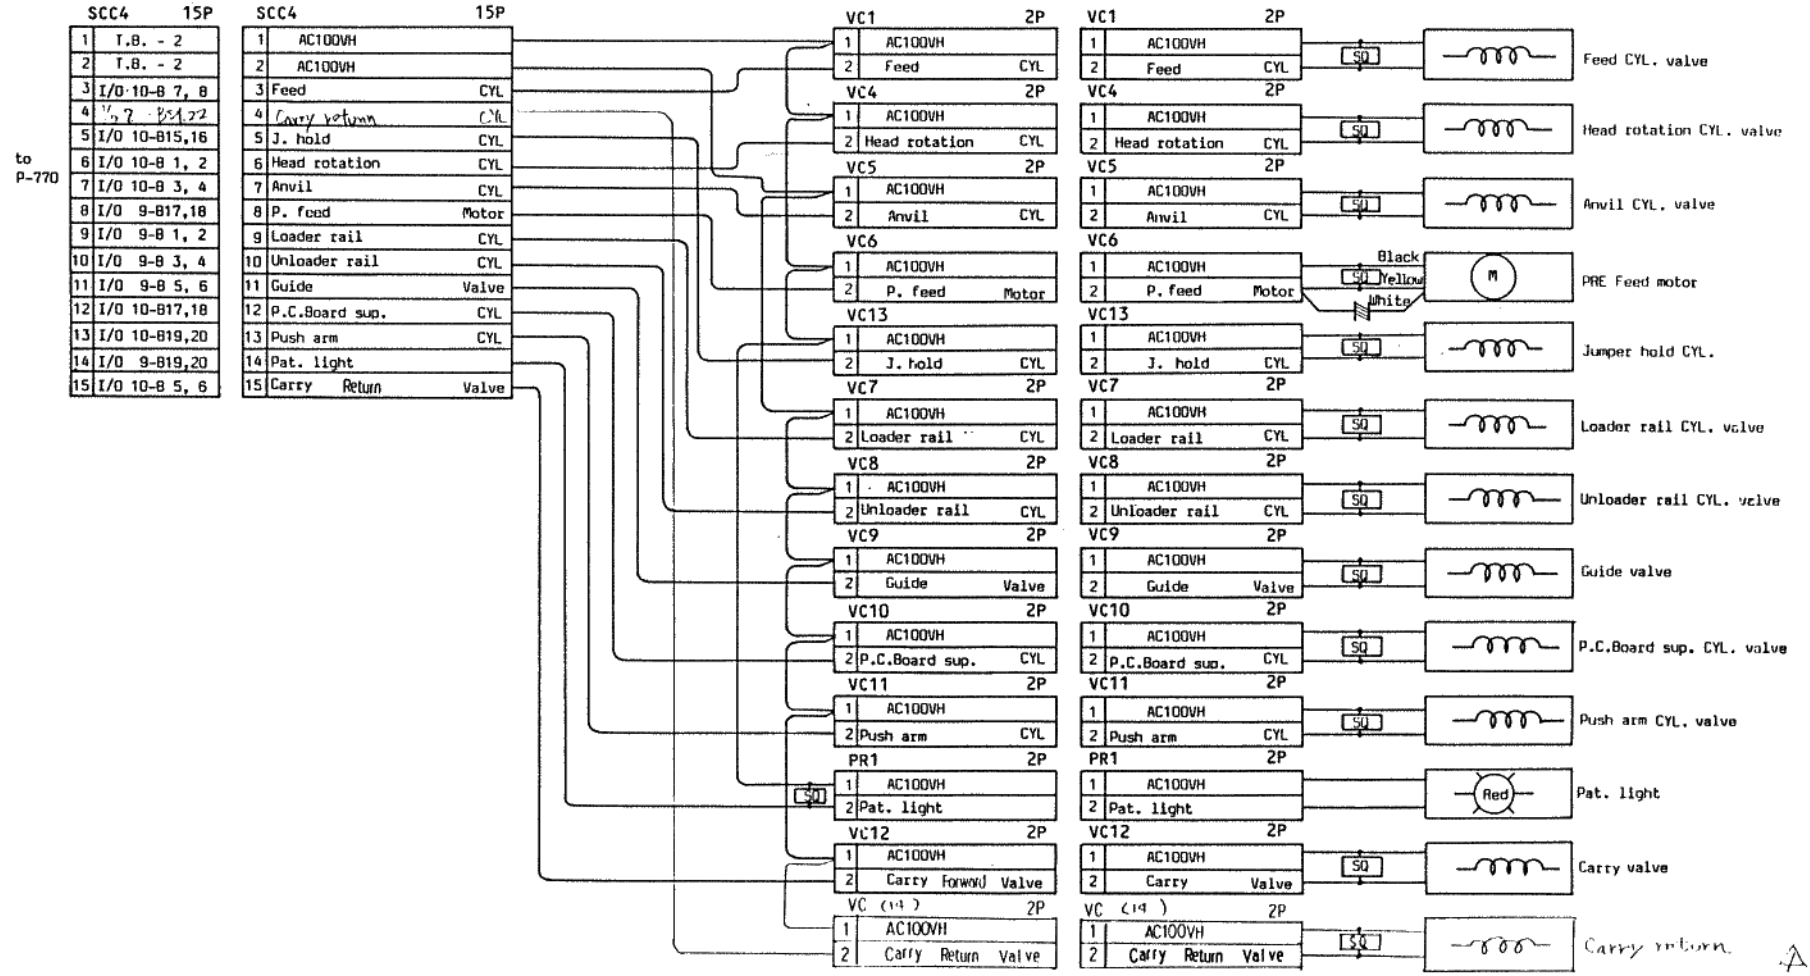 SCC4 15P
1 T.B. - 2
2 T.B. - 2
3 I/O 10-B 7, 8
4
5 I/O 10-B15,16
6 I/O 10-B 1, 2
7 I/O 10-B 3, 4
8 I/O 9-B17,18
9 I/O 9-B 1, 2
10 I/O 9-B 3, 4
11 I/O 9-B 5, 6
12 I/O 10-B17,18
13 I/O 10-B19,20
14 I/O 9-B19,20
15 I/O 10-B 5, 6
to
P-770
SCC4 15P
1 AC100VH
2 AC100VH
3 Feed CYL
4 Carry return CYL
5 J. hold CYL
6 Head rotation CYL
7 Anvil CYL
8 P. feed Motor
9 Loader rail CYL
10 Unloader rail CYL
11 Guide Valve
12 P.C.Board sup. CYL
13 Push arm CYL
14 Pat. light
15 Carry Return Valve
VC1 2P
1 AC100VH
2 Feed CYL
VC4 2P
1 AC100VH
2 Head rotation CYL
VC5 2P
1 AC100VH
2 Anvil CYL
VC6
1 AC100VH
2 P. feed Motor
VC13
1 AC100VH
2 J. hold CYL
VC7 2P
1 AC100VH
2 Loader rail CYL
VC8 2P
1 AC100VH
2 Unloader rail CYL
VC9
1 AC100VH
2 Guide Valve
VC10 2P
1 AC100VH
2 P.C.Board sup. CYL
VC11 2P
1 AC100VH
2 Push arm CYL
PR1 2P
SQ
1 AC100VH
2 Pat. light
VC12 2P
1 AC100VH
2 Carry Forword Valve
VC (14) 2P
1 AC100VH
2 Carry Return Valve
VC1 2P
1 AC100VH
2 Feed CYL
SQ
Feed CYL. valve
VC4 2P
1 AC100VH
2 Head rotation CYL
SQ
Head rotation CYL. valve
VC5 2P
1 AC100VH
2 Anvil CYL
SQ
Anvil CYL. valve
VC6
1 AC100VH
2 P. feed Motor
Black
SQ Yellow
White
M
PRE Feed motor
VC13
1 AC100VH
2 J. hold CYL
SQ
Jumper hold CYL.
VC7 2P
1 AC100VH
2 Loader rail CYL
SQ
Loader rail CYL. valve
VC8 2P
1 AC100VH
2 Unloader rail CYL
SQ
Unloader rail CYL. valve
VC9
1 AC100VH
2 Guide Valve
SQ
Guide valve
VC10 2P
1 AC100VH
2 P.C.Board sup. CYL
SQ
P.C.Board sup. CYL. valve
VC11 2P
1 AC100VH
2 Push arm CYL
SQ
Push arm CYL. valve
PR1 2P
1 AC100VH
2 Pat. light
Red
Pat. light
VC12 2P
1 AC100VH
2 Carry Valve
SQ
Carry valve
VC (14) 2P
1 AC100VH
2 Carry Return Valve
SQ
Carry return
A